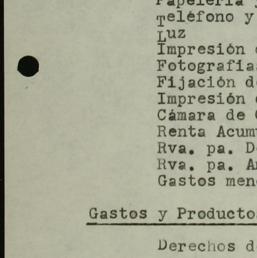 Papelería y
Teléfono y
Luz
Impresión
Fotografía
Fijación d
Impresión
Cámara de
Renta Acum
Rva. pa. D
Rva. pa. A
Gastos men
Gastos y Producto
Derechos d